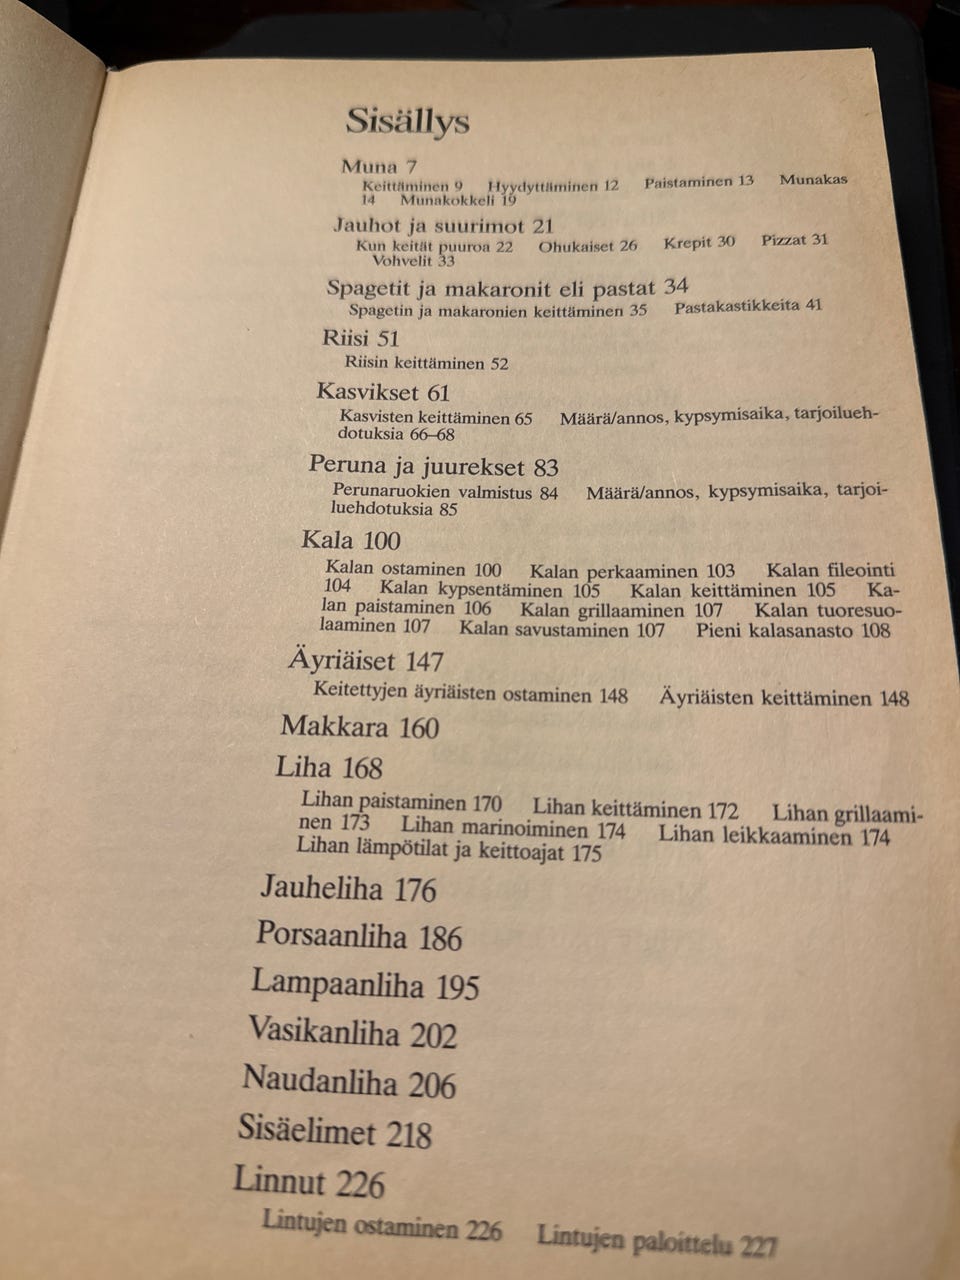 Sisällys
Muna 7
Keittäminen 9 Hyydyttäminen 12 Paistaminen 13 Munakas
14 Munakokkeli 19
Jauhot ja suurimot 21
Kun keität puuroa 22 Ohukaiset 26 Krepit 30 Pizzat 31
Vohvelit 33
Spagetit ja makaronit eli pastat 34
Spagetin ja makaronien keittäminen 35 Pastakastikkeita 41
Riisi 51
Riisin keittäminen 52
Kasvikset 61
Kasvisten keittäminen 65 Määrä/annos, kypsymisaika, tarjoilueh-
dotuksia 66–68
Peruna ja juurekset 83
Perunaruokien valmistus 84 Määrä/annos, kypsymisaika, tarjoi-
luehdotuksia 85
Kala 100
Kalan ostaminen 100 Kalan perkaaminen 103 Kalan fileointi
104 Kalan kypsentäminen 105 Kalan keittäminen 105 Ka-
lan paistaminen 106 Kalan grillaaminen 107 Kalan tuoresuo-
laaminen 107 Kalan savustaminen 107 Pieni kalasanasto 108
Äyriäiset 147
Keitettyjen äyriäisten ostaminen 148 Äyriäisten keittäminen 148
Makkara 160
Liha 168
Lihan paistaminen 170 Lihan keittäminen 172 Lihan grillaami-
nen 173 Lihan marinoiminen 174 Lihan leikkaaminen 174
Lihan lämpötilat ja keittoajat 175
Jauheliha 176
Porsaanliha 186
Lampaanliha 195
Vasikanliha 202
Naudanliha 206
Sisäelimet 218
Linnut 226
Lintujen ostaminen 226 Lintujen paloittelu 227